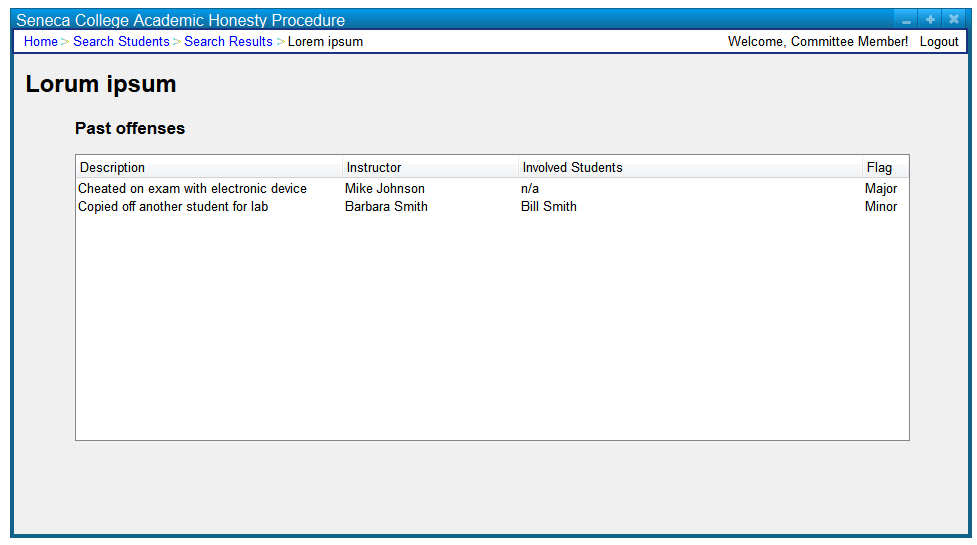 Seneca College Academic Honesty Procedure
Home > Search Students > Search Results > Lorem ipsum Welcome, Committee Member! Logout
Lorum ipsum
Past offenses
Description Instructor Involved Students Flag
Cheated on exam with electronic device Mike Johnson n/a Major
Copied off another student for lab Barbara Smith Bill Smith Minor